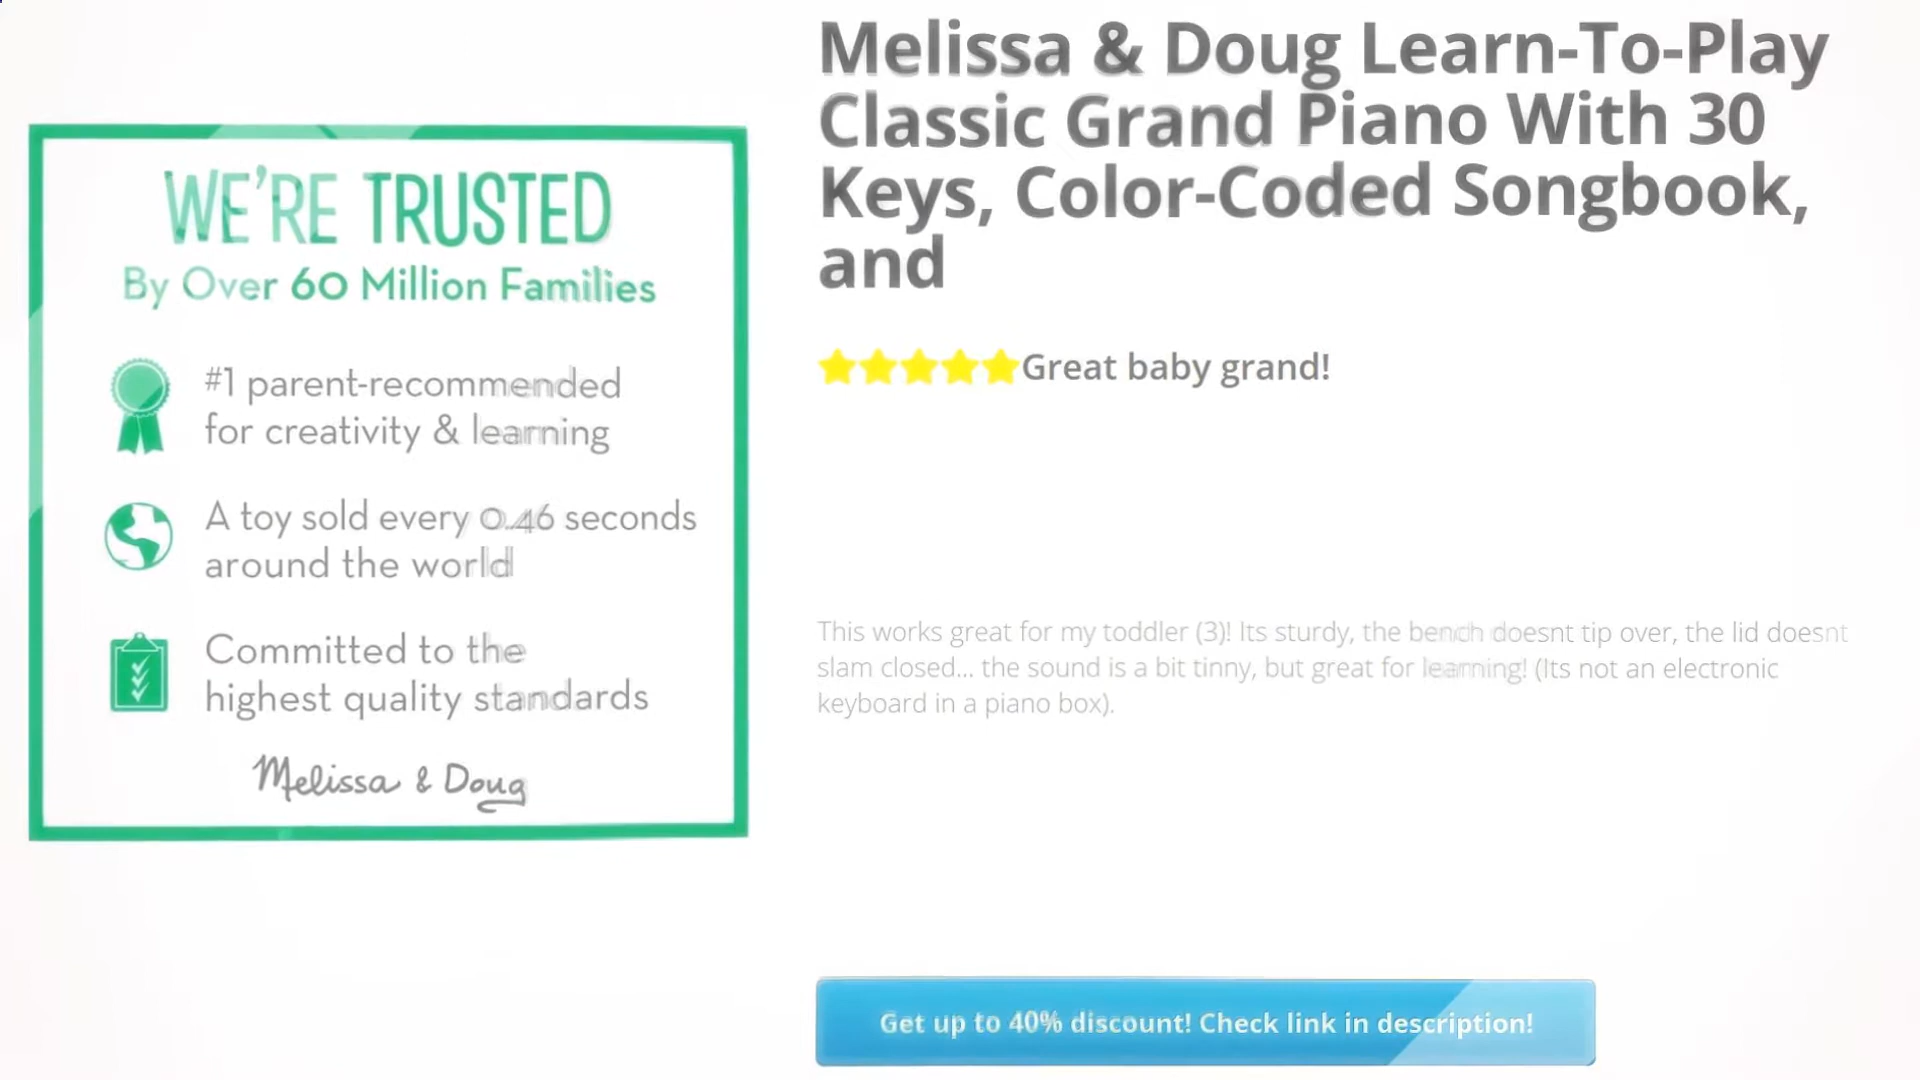 Melissa & Doug Learn-To-Play
Classic Grand Piano With 30
Keys, Color-Coded Songbook,
and
Great baby grand!
WE'RE TRUSTED
By Over 60 Million Families
#1 parent-recommended
for creativity & learning
A toy sold every 0.46 seconds
around the world
Committed to the
highest quality standards
Melissa & Doug
This works great for my toddler (3)! Its sturdy, the bench doesnt tip over, the lid doesnt
slam closed... the sound is a bit tinny, but great for learning! (Its not an electronic
keyboard in a piano box).
Get up to 40% discount! Check link in description!